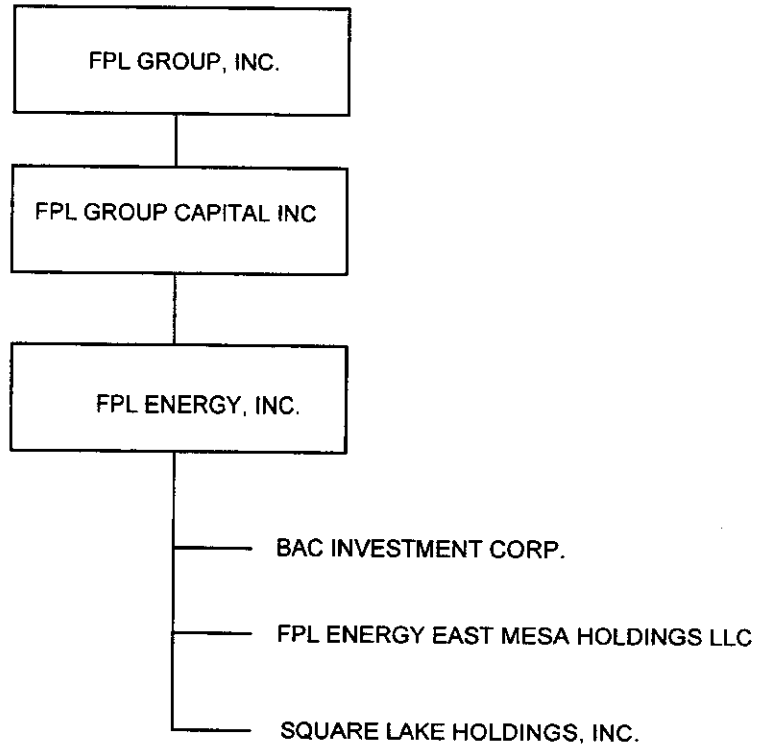 FPL GROUP, INC.
FPL GROUP CAPITAL INC
FPL ENERGY, INC.
BAC INVESTMENT CORP.
FPL ENERGY EAST MESA HOLDINGS LLC
SQUARE LAKE HOLDINGS, INC.